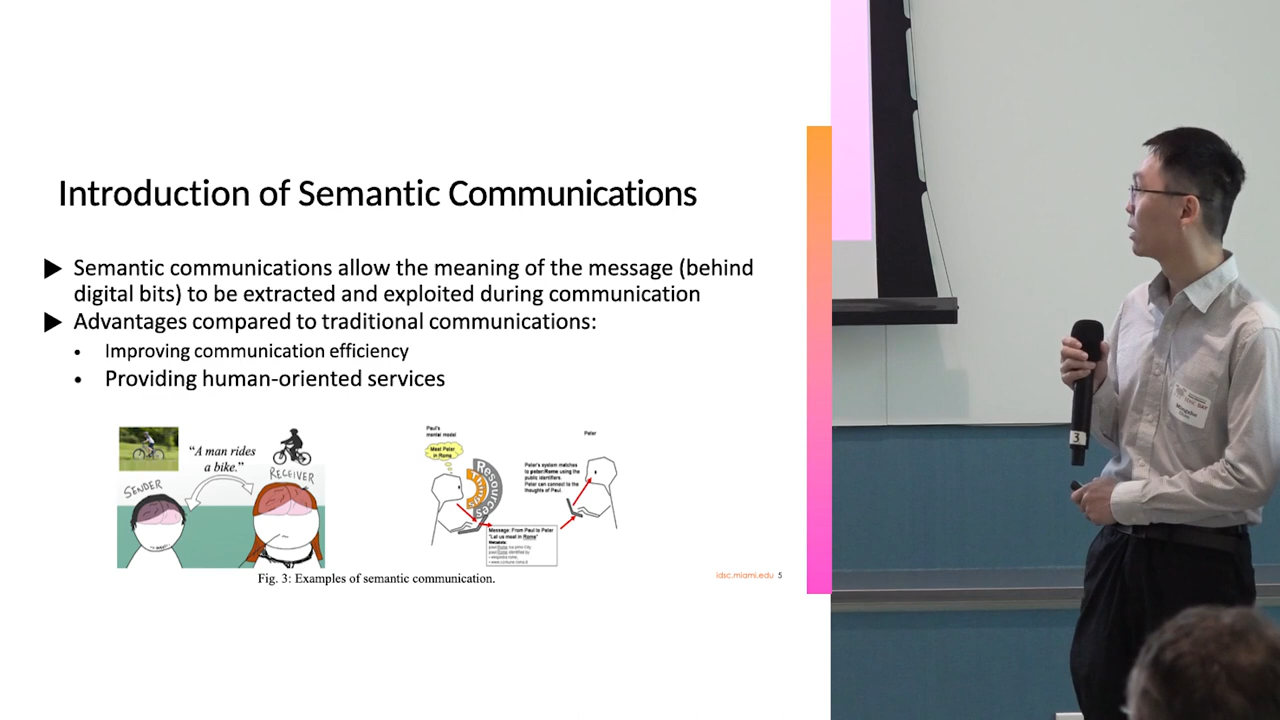 Introduction of Semantic Communications
Semantic communications allow the meaning of the message (behind
digital bits) to be extracted and exploited during communication
Advantages compared to traditional communications:
Improving communication efficiency
Providing human-oriented services
"A man rides
a bike."
SENDER
RECEIVER
Paul's
mental model
Meet Peter
in Rome
Things
Resources
Peter
Peter's system matches
to peter/Rome using the
public identifiers.
Peter can connect to the
thoughts of Paul.
Message: From Paul to Peter
"Let us meet in Rome"
Fig. 3: Examples of semantic communication.
idsc.miami.edu 5
3